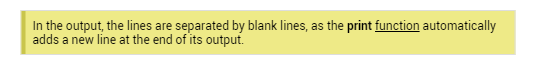 In the output, the lines are separated by blank lines, as the print function automatically
adds a new line at the end of its output.